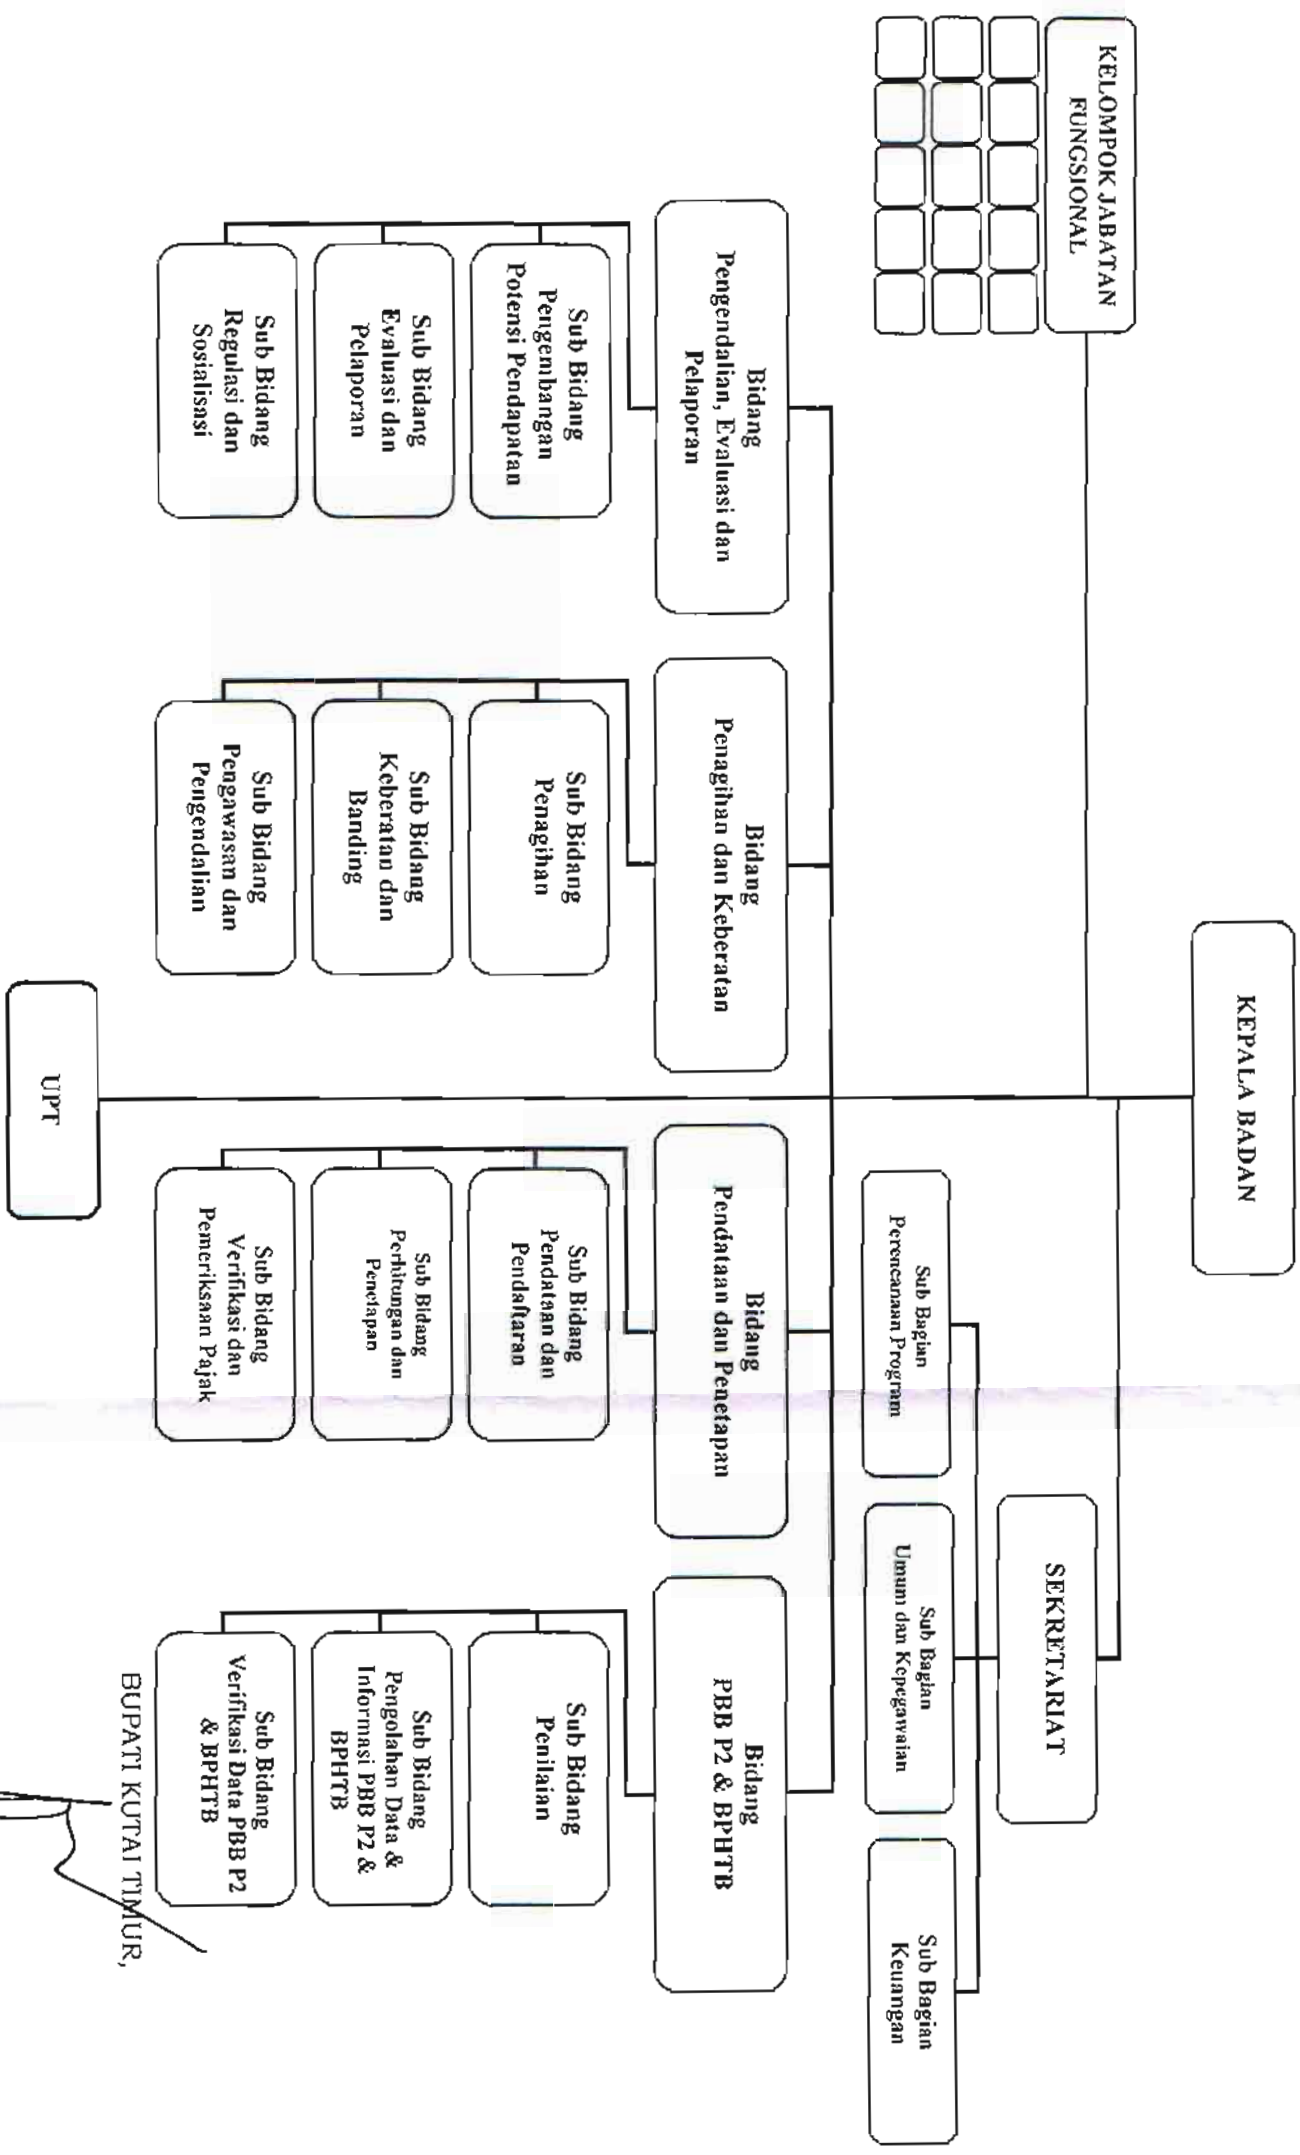 KEPALA BADAN
KELOMPOK JABATAN
FUNGSIONAL
SEKRETARIAT
Sub Bagian
Perencanaan Program
Sub Bagian
Umum dan Kepegawaian
Sub Bagian
Keuangan
Bidang
Pengendalian, Evaluasi dan
Pelaporan
Bidang
Penagihan dan Keberatan
Bidang
Pendataan dan Penetapan
Bidang
PBB P2 & BPHTB
Sub Bidang
Pengembangan
Potensi Pendapatan
Sub Bidang
Evaluasi dan
Pelaporan
Sub Bidang
Regulasi dan
Sosialisasi
Sub Bidang
Penagihan
Sub Bidang
Keberatan dan
Banding
Sub Bidang
Pengawasan dan
Pengendalian
Sub Bidang
Pendataan dan
Pendaftaran
Sub Bidang
Perhitungan dan
Penetapan
Sub Bidang
Verifikasi dan
Pemeriksaan Pajak
Sub Bidang
Penilaian
Sub Bidang
Pengolahan Data &
Informasi PBB P2 &
BPHTB
Sub Bidang
Verifikasi Data PBB P2
& BPHTB
UPT
BUPATI KUTAI TIMUR,